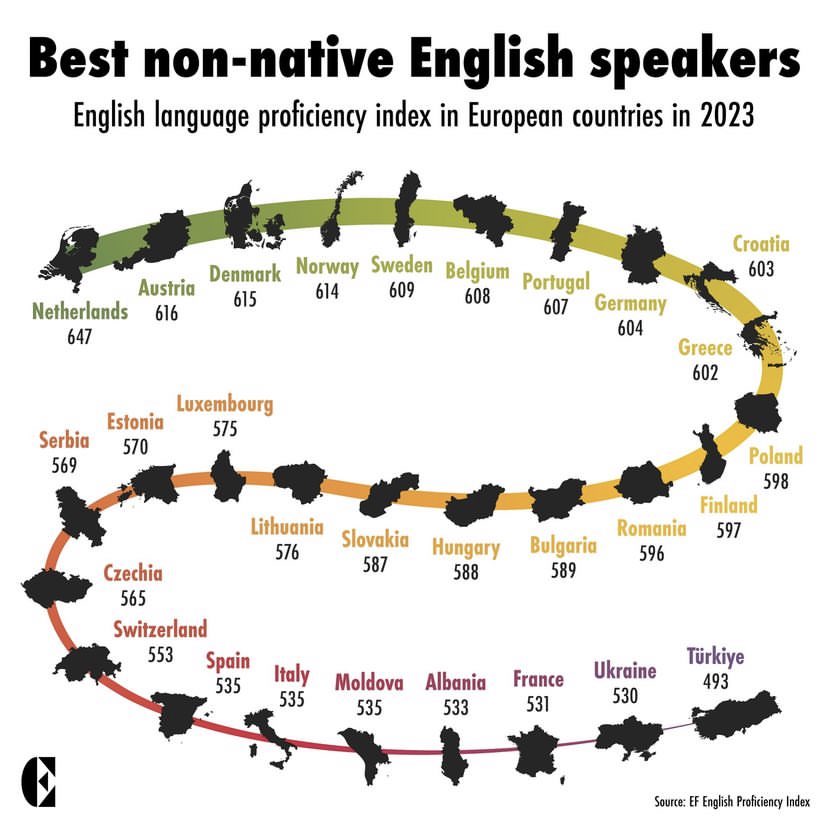 Best non-native English speakers
English language proficiency index in European countries in 2023
Netherlands
647
Austria
616
Denmark
615
Norway
614
Sweden
609
Belgium
608
Portugal
607
Germany
604
Croatia
603
Greece
602
Poland
598
Finland
597
Romania
596
Bulgaria
589
Hungary
588
Slovakia
587
Lithuania
576
Luxembourg
575
Estonia
570
Serbia
569
Czechia
565
Switzerland
553
Spain
535
Italy
535
Moldova
535
Albania
533
France
531
Ukraine
530
Türkiye
493
E
Source: EF English Proficiency Index